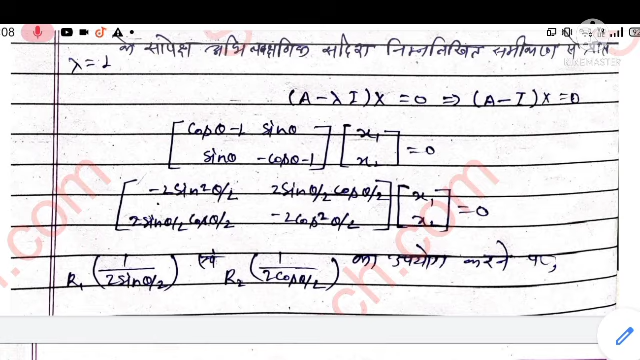 :08
λ=1 के सापेक्ष अभिलाक्षणिक सदिश निम्नलिखित समीकरण से प्राप्त
(A-λI)X=0 ⇒ (A-I)X=0
[cosθ-1 sinθ] [x₁] =0
[sinθ -cosθ-1] [x₂]
[-2sin²θ/2 2sinθ/2 cosθ/2] [x₁] =0
[2sinθ/2 cosθ/2 -2cos²θ/2] [x₂]
R₁(1/2sinθ/2) एवं R₂(1/2cosθ/2) का उपयोग करने पर,